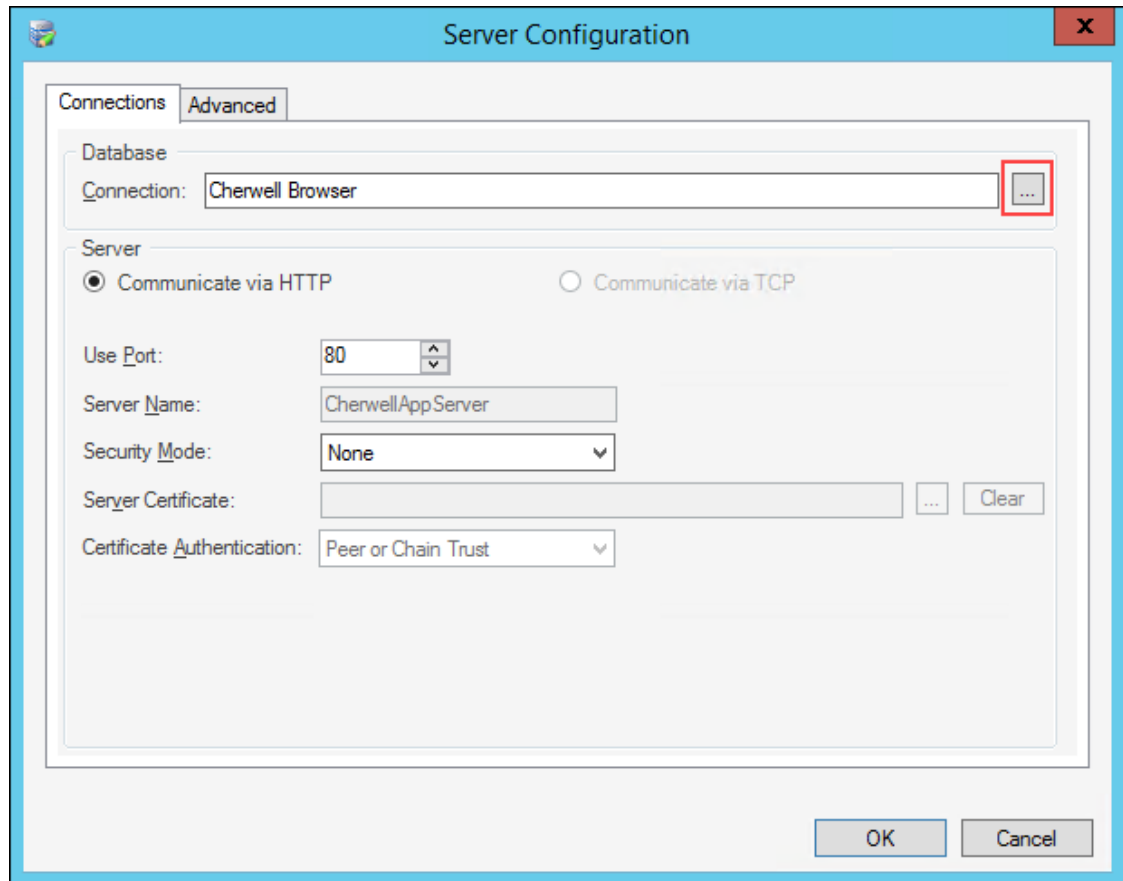 Server Configuration
x
Connections Advanced
Database
Connection: Cherwell Browser ...
Server
Communicate via HTTP Communicate via TCP
Use Port: 80
Server Name: CherwellAppServer
Security Mode: None
Server Certificate: ... Clear
Certificate Authentication: Peer or Chain Trust
OK Cancel